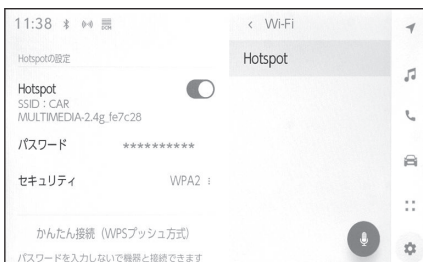 11:38
Hotspotの設定
Hotspot
SSID : CAR
MULTIMEDIA-2.4g_fe7c28
パスワード **********
セキュリティ WPA2
かんたん接続（WPSプッシュ方式）
パスワードを入力しないで機器と接続できます
< Wi-Fi
Hotspot